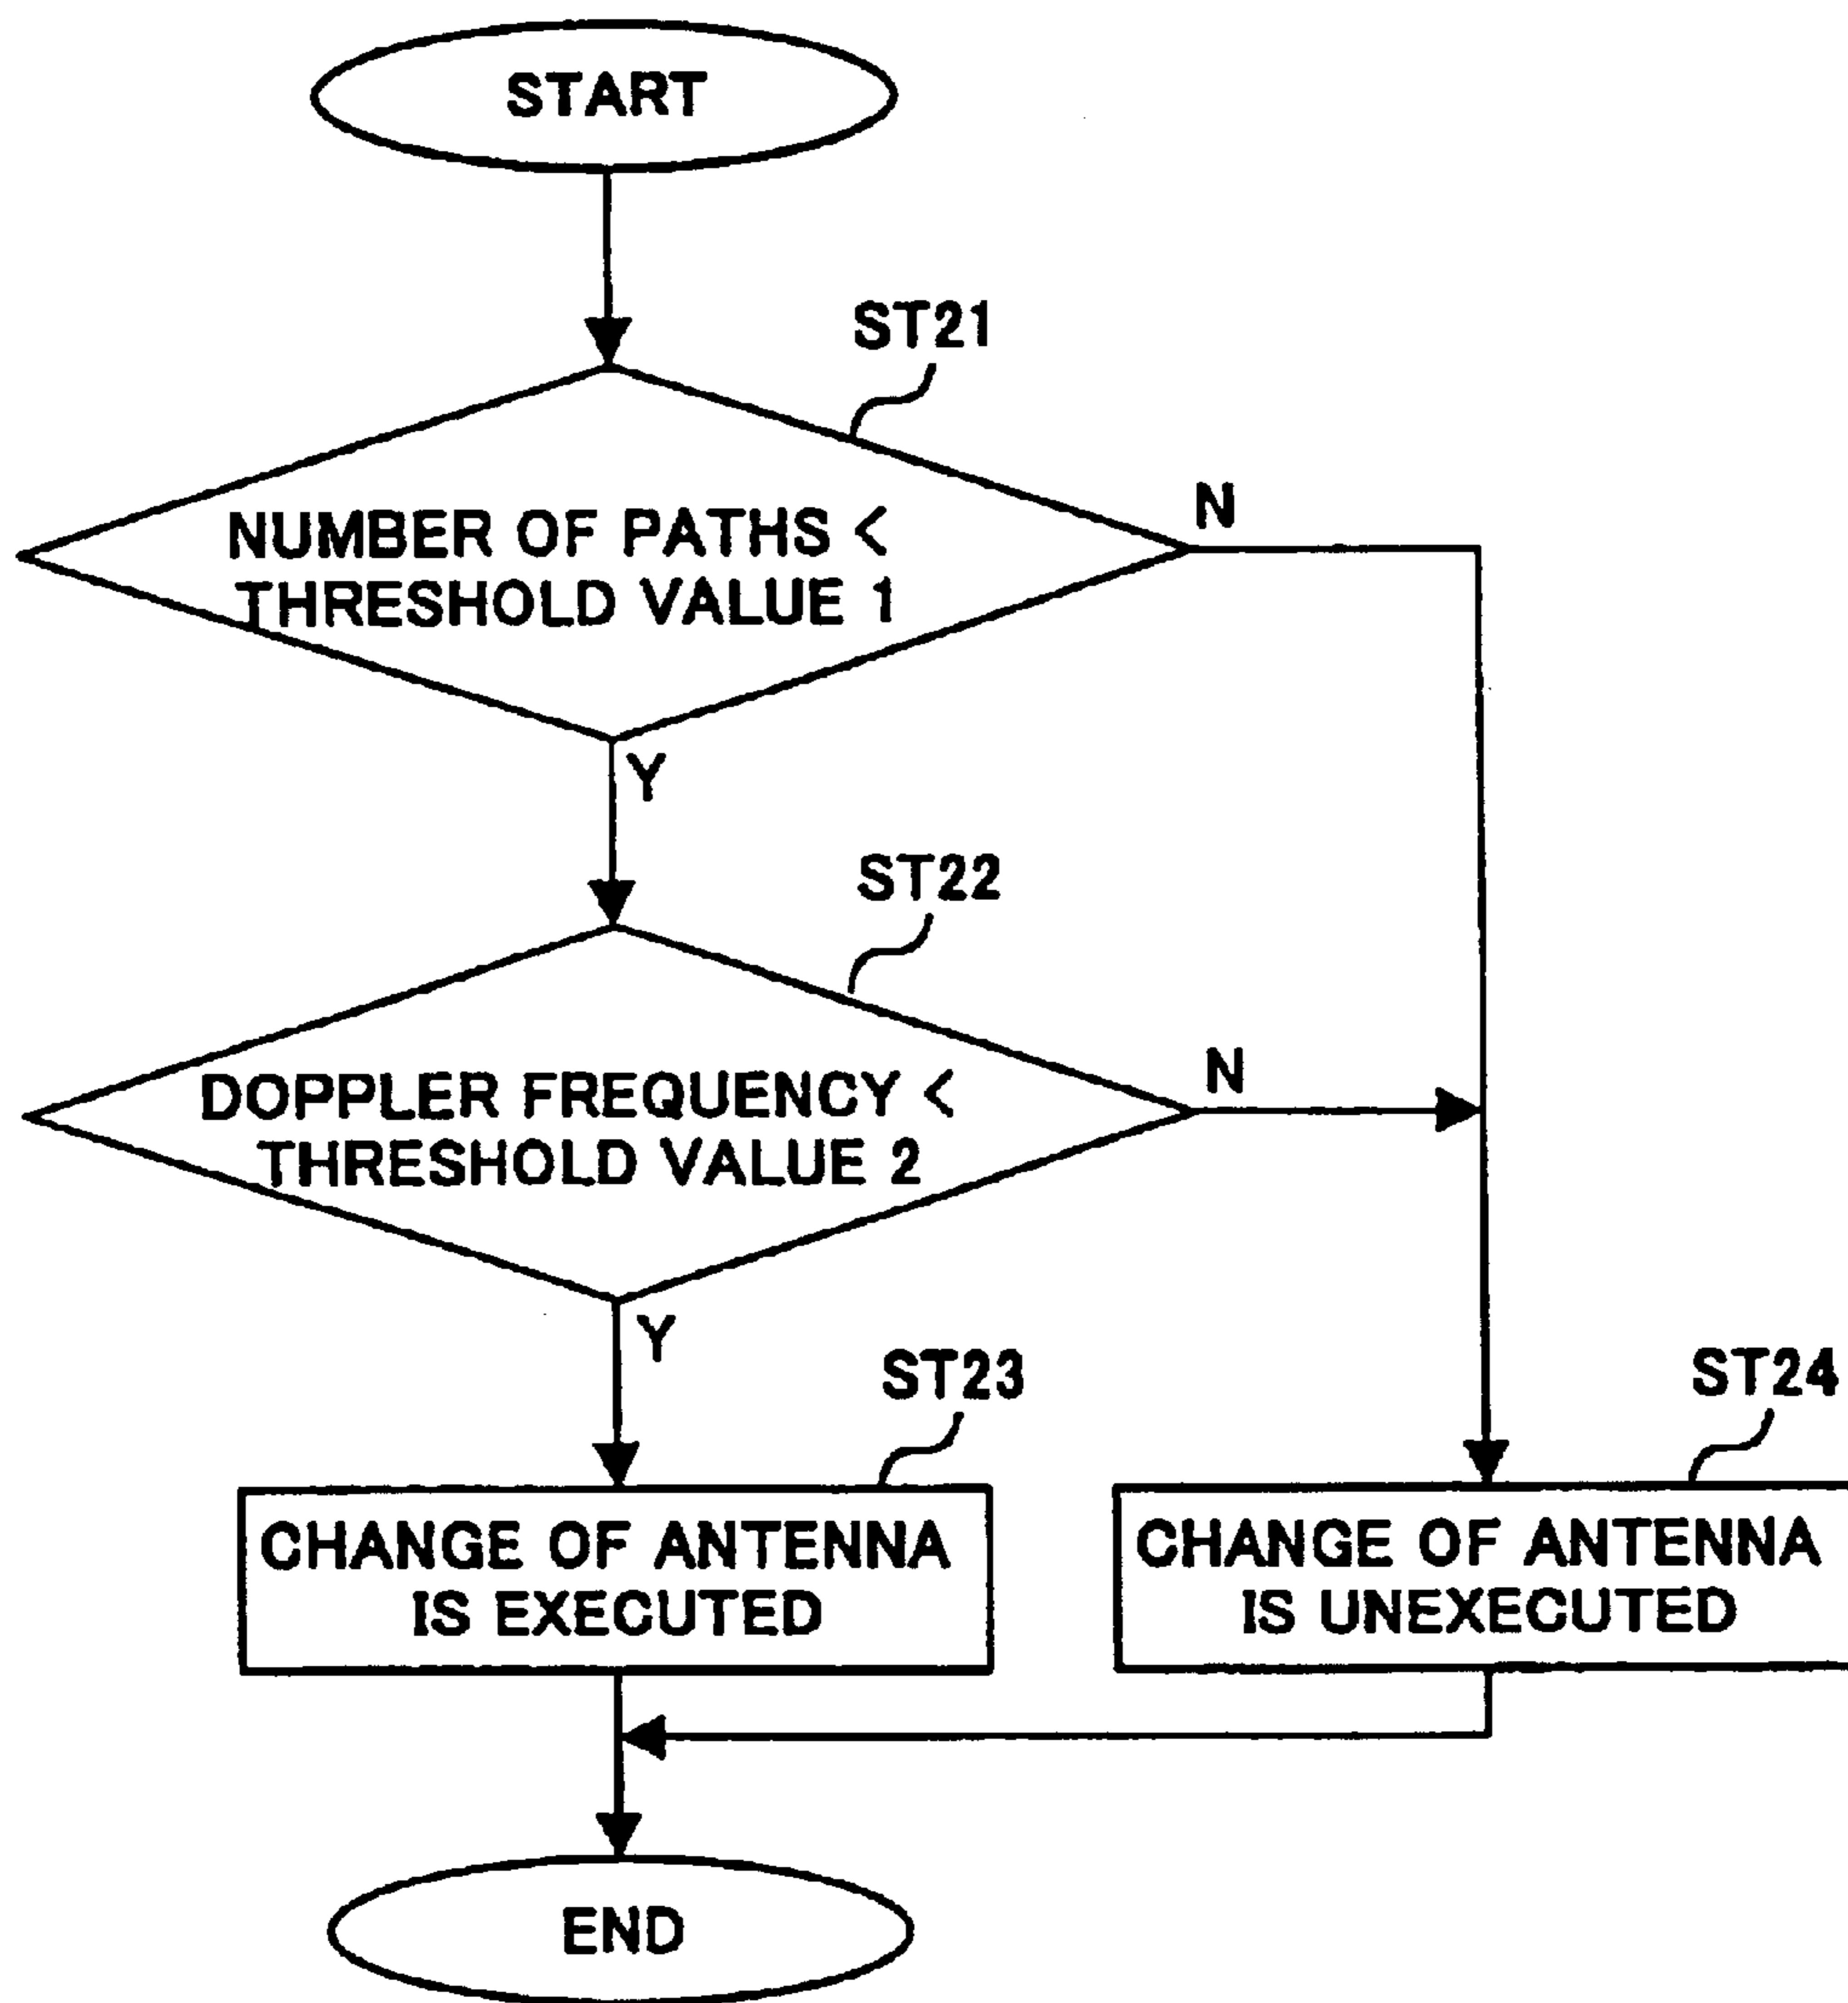 START
ST21
NUMBER OF PATHS <
THRESHOLD VALUE 1
N
Y
ST22
DOPPLER FREQUENCY <
THRESHOLD VALUE 2
N
Y
ST23
ST24
CHANGE OF ANTENNA
IS EXECUTED
CHANGE OF ANTENNA
IS UNEXECUTED
END